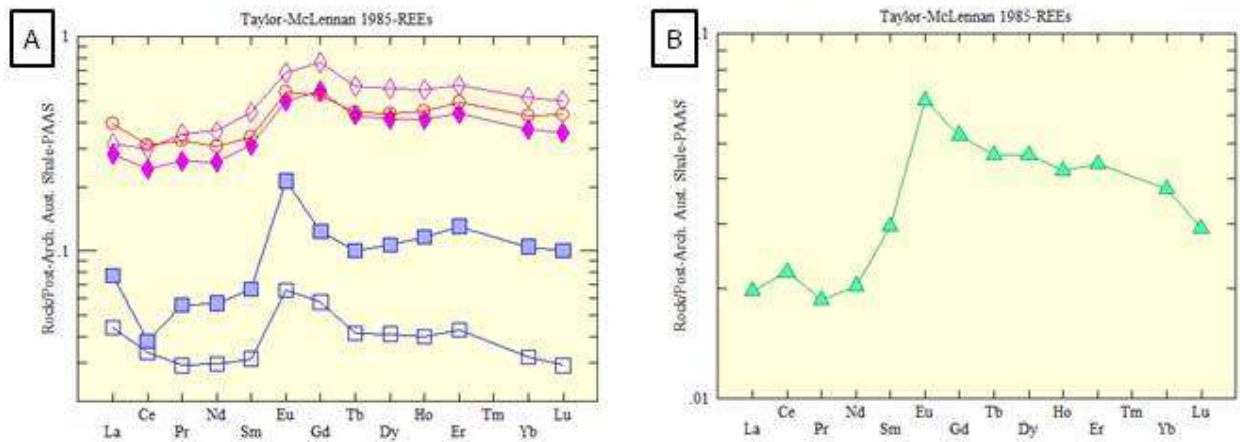 A
Taylor-McLennan 1985-REEs
1
.1
Rock/Post-Arch. Aust. Shale-PAAS
Ce Nd Eu Tb Ho Tm Lu
La Pr Sm Gd Dy Er Yb
B
Taylor-McLennan 1985-REEs
.1
.01
Rock/Post-Arch. Aust. Shale-PAAS
Ce Nd Eu Tb Ho Tm Lu
La Pr Sm Gd Dy Er Yb